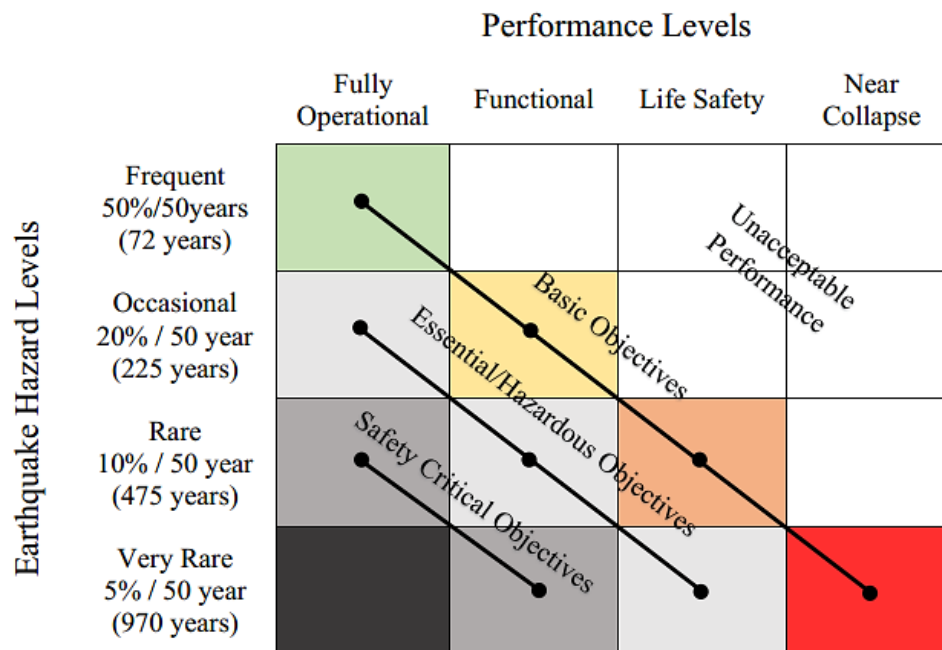 Performance Levels
Fully
Operational
Functional
Life Safety
Near
Collapse
Earthquake Hazard Levels
Frequent
50%/50years
(72 years)
Occasional
20% / 50 year
(225 years)
Rare
10% / 50 year
(475 years)
Very Rare
5% / 50 year
(970 years)
Unacceptable
Performance
Basic Objectives
Essential/Hazardous Objectives
Safety Critical Objectives